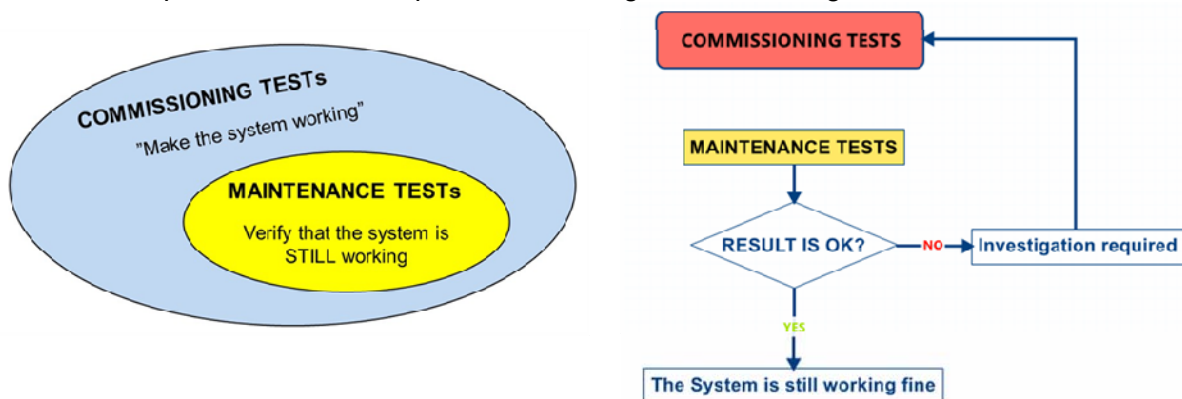 COMMISSIONING TESTs
"Make the system working"
MAINTENANCE TESTs
Verify that the system is
STILL working
COMMISSIONING TESTS
MAINTENANCE TESTS
RESULT IS OK?
NO
Investigation required
YES
The System is still working fine